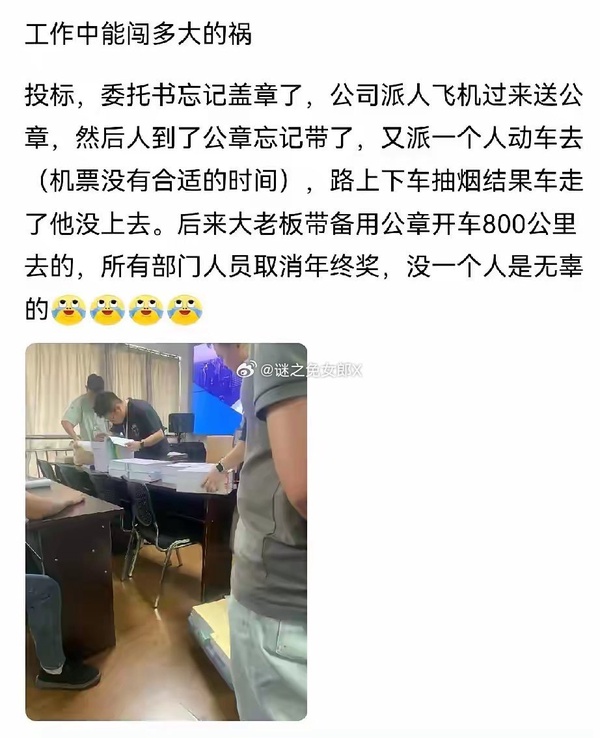 工作中能闯多大的祸
投标，委托书忘记盖章了，公司派人飞机过来送公
章，然后人到了公章忘记带了，又派一个人动车去
（机票没有合适的时间），路上下车抽烟结果车走
了他没上去。后来大老板带备用公章开车800公里
去的，所有部门人员取消年终奖，没一个人是无辜
的😂😂😂😂
@谜之兔女郎X